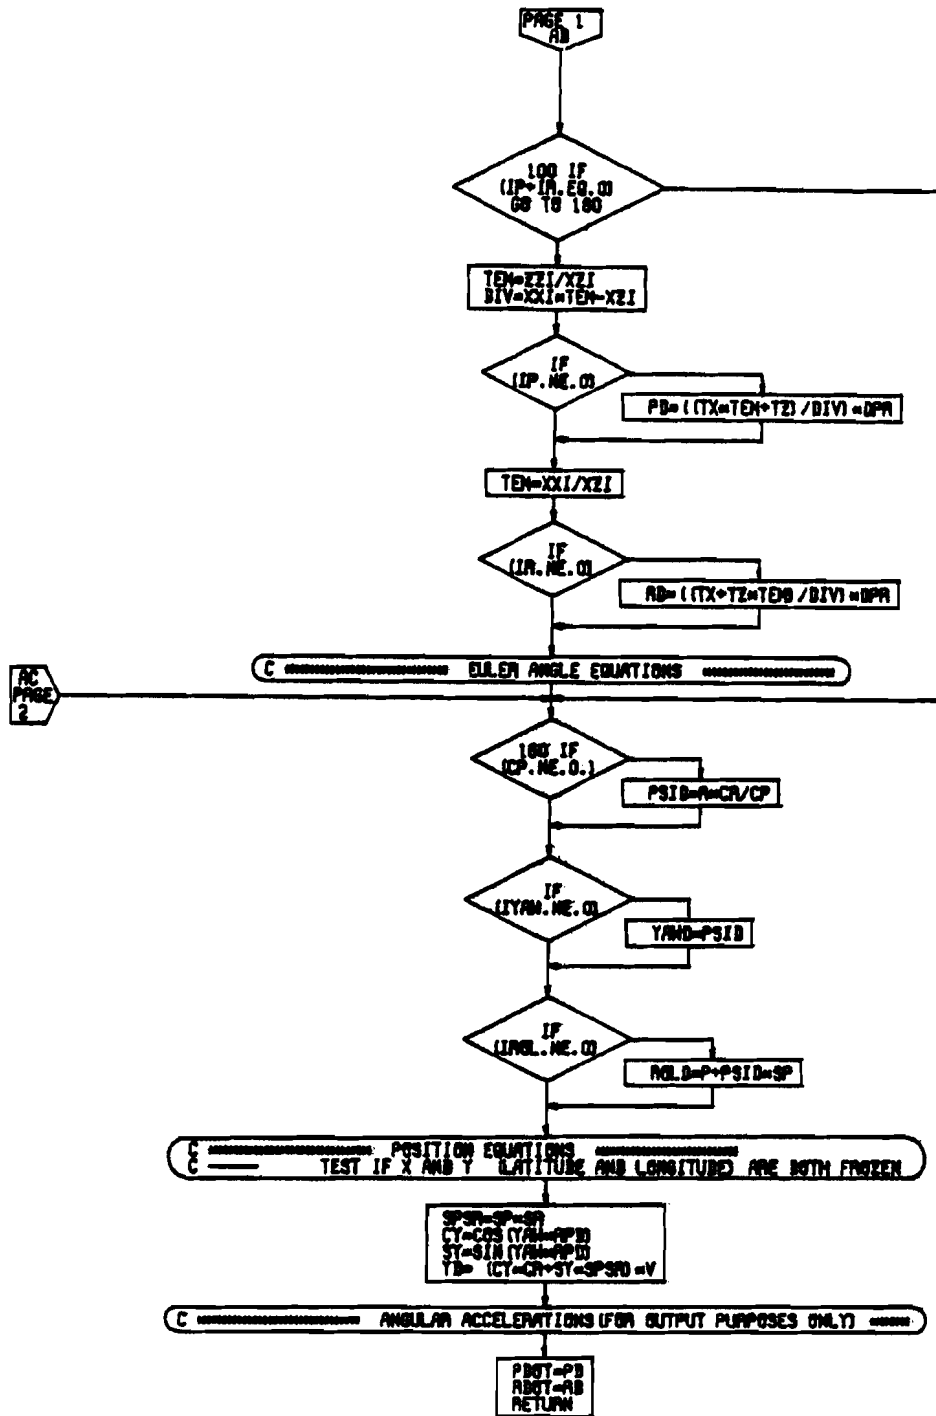 PAGE 1
AD
100 IF
(IP+IR.EQ.0)
GO TO 180
TEM=ZZI/XZI
DIV=XXI*TEM-XZI
IF
(IP.NE.0)
PD=((TX*TEM+TZ)/DIV)*DPR
TEM=XXI/XZI
IF
(IR.NE.0)
RD=((TX+TZ*TEM)/DIV)*DPR
C ******************** EULER ANGLE EQUATIONS ****************
AC
PAGE
2
180 IF
(CP.NE.0.)
PSID=R*CR/CP
IF
(IYAW.NE.0)
YAWD=PSID
IF
(IROL.NE.0)
ROLD=P+PSID*SP
C ******************** POSITION EQUATIONS ******************
C ------ TEST IF X AND Y (LATITUDE AND LONGITUDE) ARE BOTH FROZEN
SPSR=SP*SR
CY=COS(YAW*RPD)
SY=SIN(YAW*RPD)
YD= (CY*CR+SY*SPSR)*V
C ******************** ANGULAR ACCELERATIONS(FOR OUTPUT PURPOSES ONLY) *****
PDOT=PD
RDOT=RD
RETURN